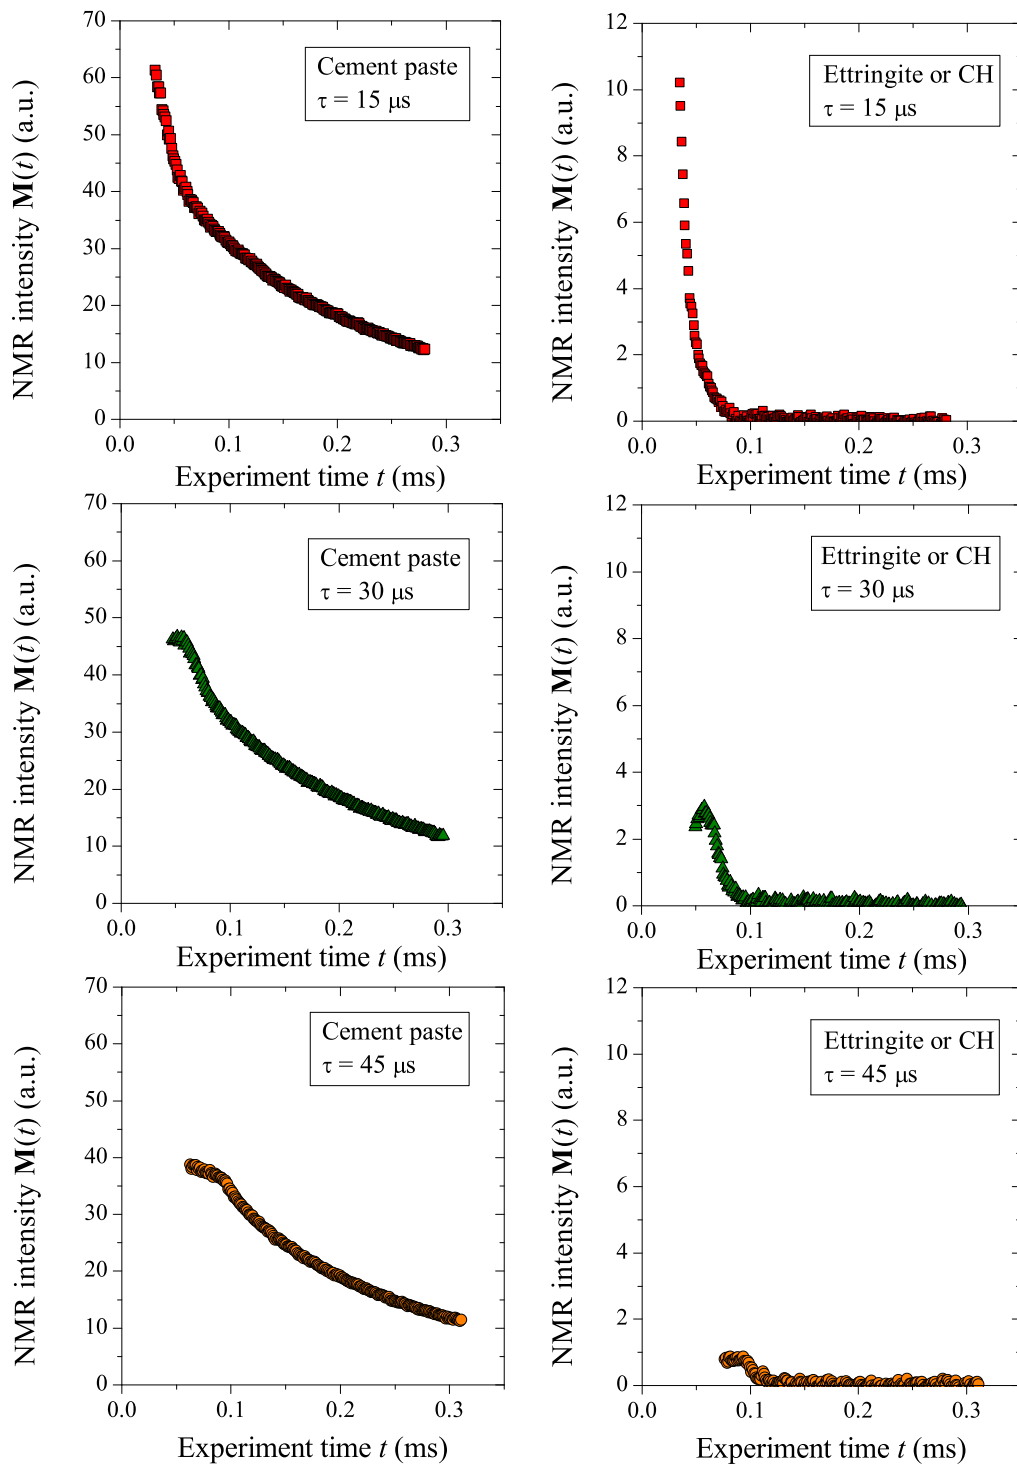 70
60
50
40
30
20
10
0
0.0 0.1 0.2 0.3
NMR intensity M(t) (a.u.)
Experiment time t (ms)
Cement paste
τ = 15 μs
12
10
8
6
4
2
0
0.0 0.1 0.2 0.3
NMR intensity M(t) (a.u.)
Experiment time t (ms)
Ettringite or CH
τ = 15 μs
70
60
50
40
30
20
10
0
0.0 0.1 0.2 0.3
NMR intensity M(t) (a.u.)
Experiment time t (ms)
Cement paste
τ = 30 μs
12
10
8
6
4
2
0
0.0 0.1 0.2 0.3
NMR intensity M(t) (a.u.)
Experiment time t (ms)
Ettringite or CH
τ = 30 μs
70
60
50
40
30
20
10
0
0.0 0.1 0.2 0.3
NMR intensity M(t) (a.u.)
Experiment time t (ms)
Cement paste
τ = 45 μs
12
10
8
6
4
2
0
0.0 0.1 0.2 0.3
NMR intensity M(t) (a.u.)
Experiment time t (ms)
Ettringite or CH
τ = 45 μs